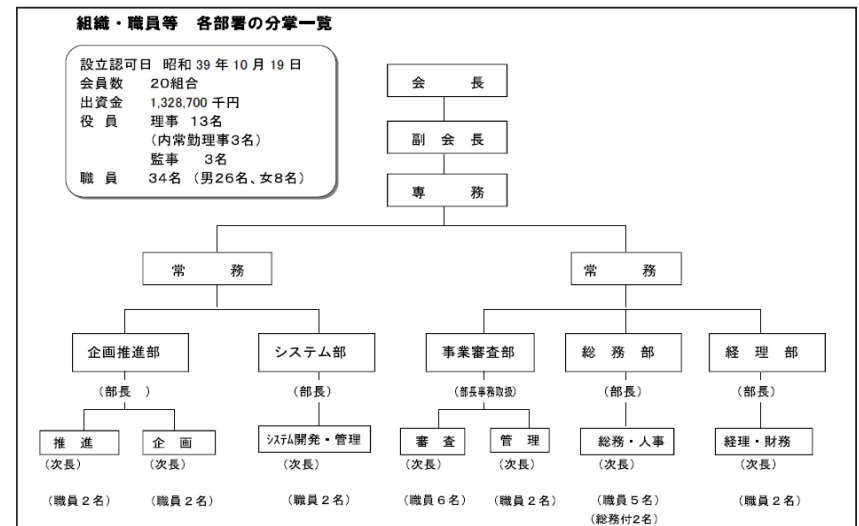 組織・職員等 各部署の分掌一覧
設立認可日 昭和39年10月19日
会員数 20組合
出資金 1,328,700千円
役員 理事 13名
(内常勤理事3名)
監事 3名
職員 34名 (男26名、女8名)
会長
副会長
専務
常務 常務
企画推進部 システム部 事業審査部 総務部 経理部
(部長 ) (部長) (部長事務取扱) (部長) (部長)
推進 企画 システム開発・管理 審査 管理 総務・人事 経理・財務
(次長) (次長) (次長) (次長) (次長) (次長) (次長)
(職員2名) (職員2名) (職員2名) (職員6名) (職員2名) (職員5名) (職員2名)
(総務付2名)